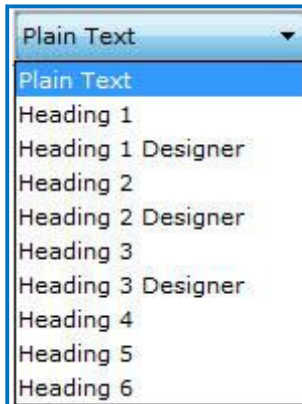 Plain Text
Plain Text
Heading 1
Heading 1 Designer
Heading 2
Heading 2 Designer
Heading 3
Heading 3 Designer
Heading 4
Heading 5
Heading 6